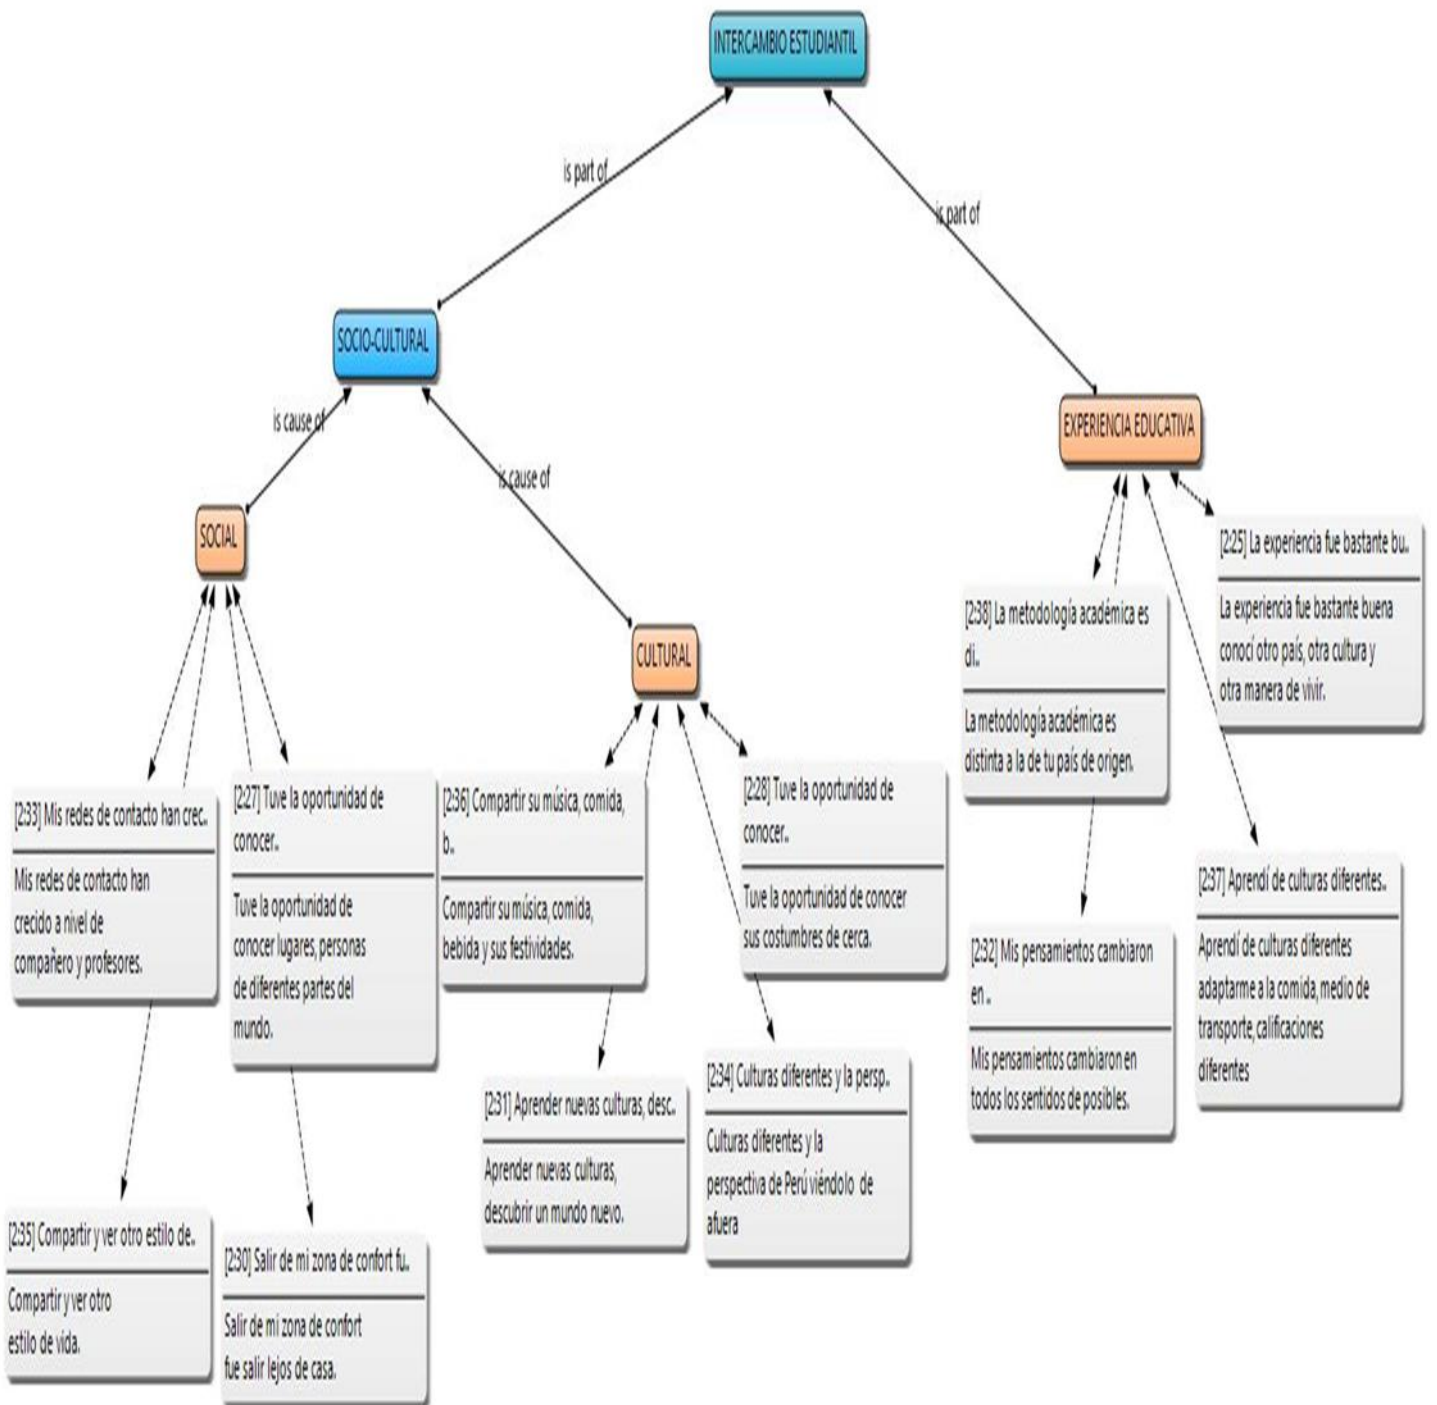 INTERCAMBIO ESTUDIANTIL
is part of
is part of
SOCIO-CULTURAL
is cause of
is cause of
EXPERIENCIA EDUCATIVA
SOCIAL
CULTURAL
[2:25] La experiencia fue bastante bu..
La experiencia fue bastante buena
conocí otro país, otra cultura y
otra manera de vivir.
[2:38] La metodología académica es
di..
La metodología académica es
distinta a la de tu país de origen.
[2:33] Mis redes de contacto han crec..
Mis redes de contacto han
crecido a nivel de
compañero y profesores.
[2:27] Tuve la oportunidad de
conocer..
Tuve la oportunidad de
conocer lugares, personas
de diferentes partes del
mundo.
[2:36] Compartir su música, comida,
b..
Compartir su música, comida,
bebida y sus festividades.
[2:28] Tuve la oportunidad de
conocer..
Tuve la oportunidad de conocer
sus costumbres de cerca.
[2:37] Aprendí de culturas diferentes..
Aprendí de culturas diferentes
adaptarme a la comida, medio de
transporte, calificaciones
diferentes
[2:32] Mis pensamientos cambiaron
en ..
Mis pensamientos cambiaron en
todos los sentidos de posibles.
[2:31] Aprender nuevas culturas, desc..
Aprender nuevas culturas,
descubrir un mundo nuevo.
[2:34] Culturas diferentes y la persp..
Culturas diferentes y la
perspectiva de Perú viéndolo de
afuera
[2:35] Compartir y ver otro estilo de..
Compartir y ver otro
estilo de vida.
[2:30] Salir de mi zona de confort fu..
Salir de mi zona de confort
fue salir lejos de casa.